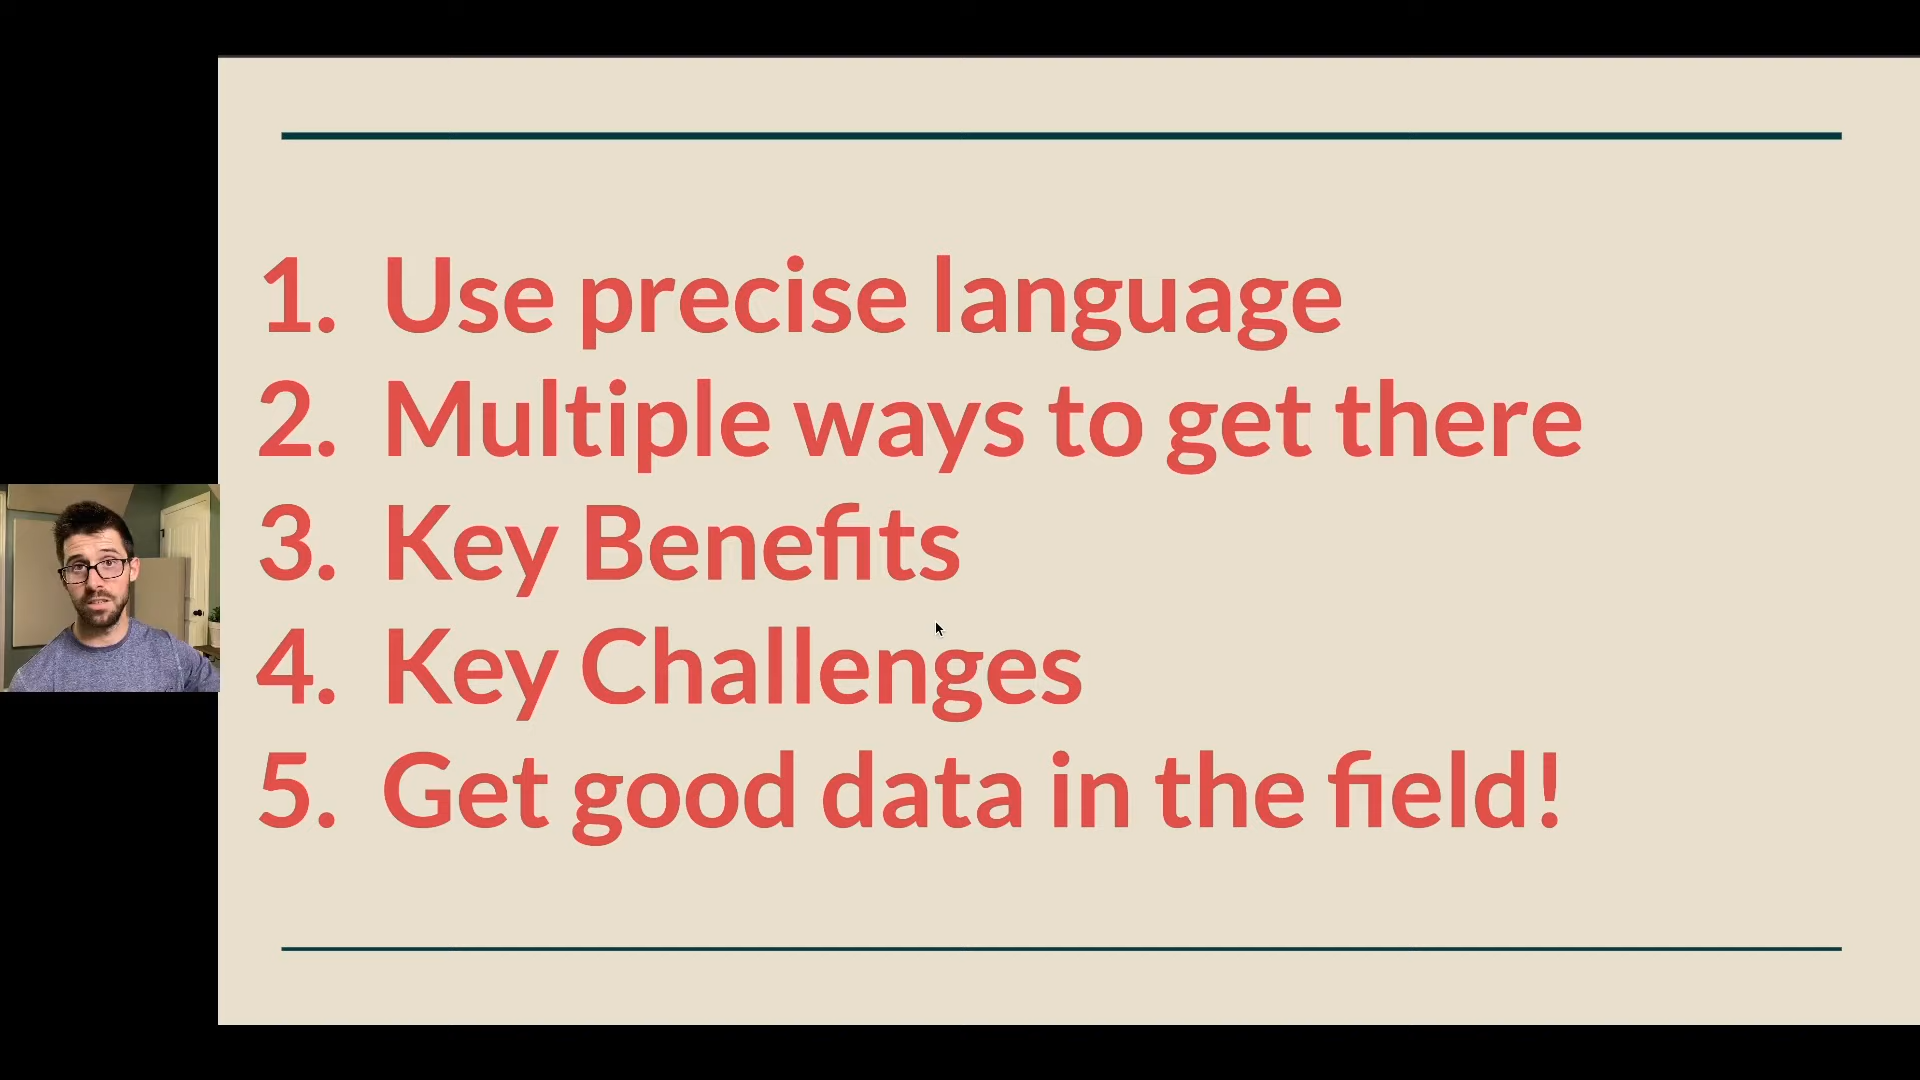 1. Use precise language
2. Multiple ways to get there
3. Key Benefits
4. Key Challenges
5. Get good data in the field!